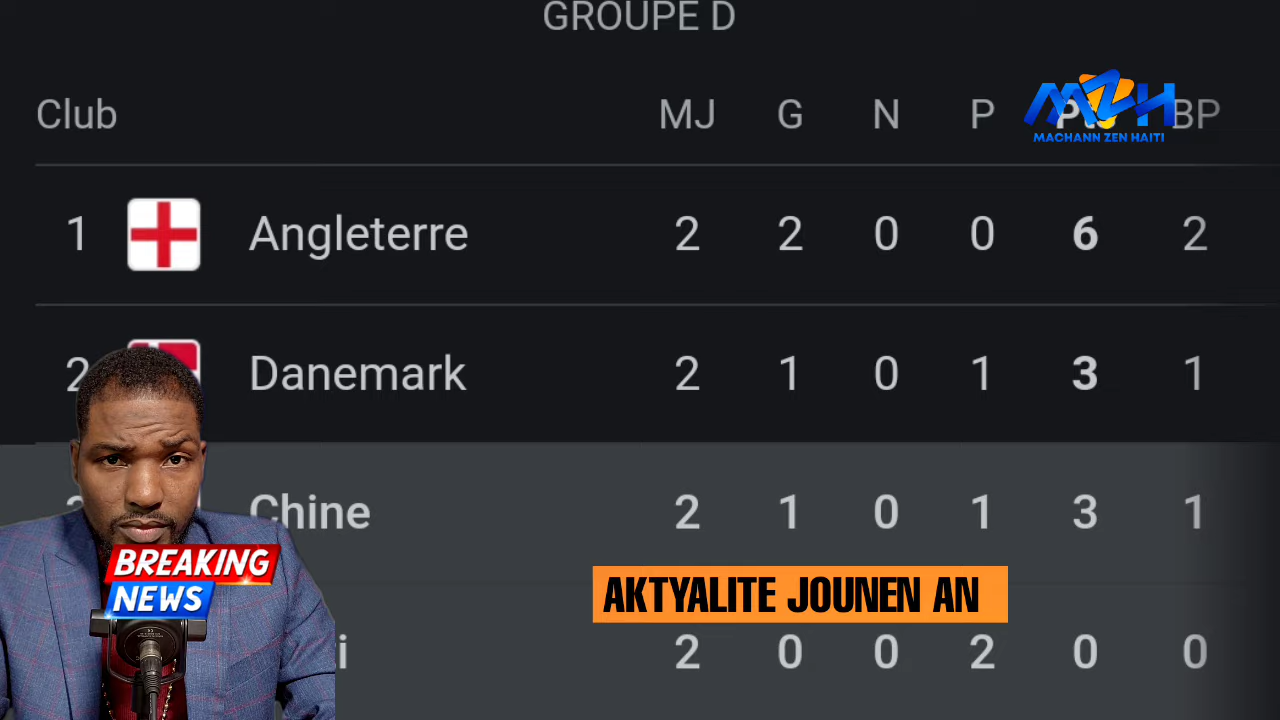 GROUPE D
Club MJ G N P BP
MZH
MACHANN ZEN HAITI
1 Angleterre 2 2 0 0 6 2
2 Danemark 2 1 0 1 3 1
Chine 2 1 0 1 3 1
BREAKING
NEWS
AKTYALITE JOUNEN AN
i 2 0 0 2 0 0